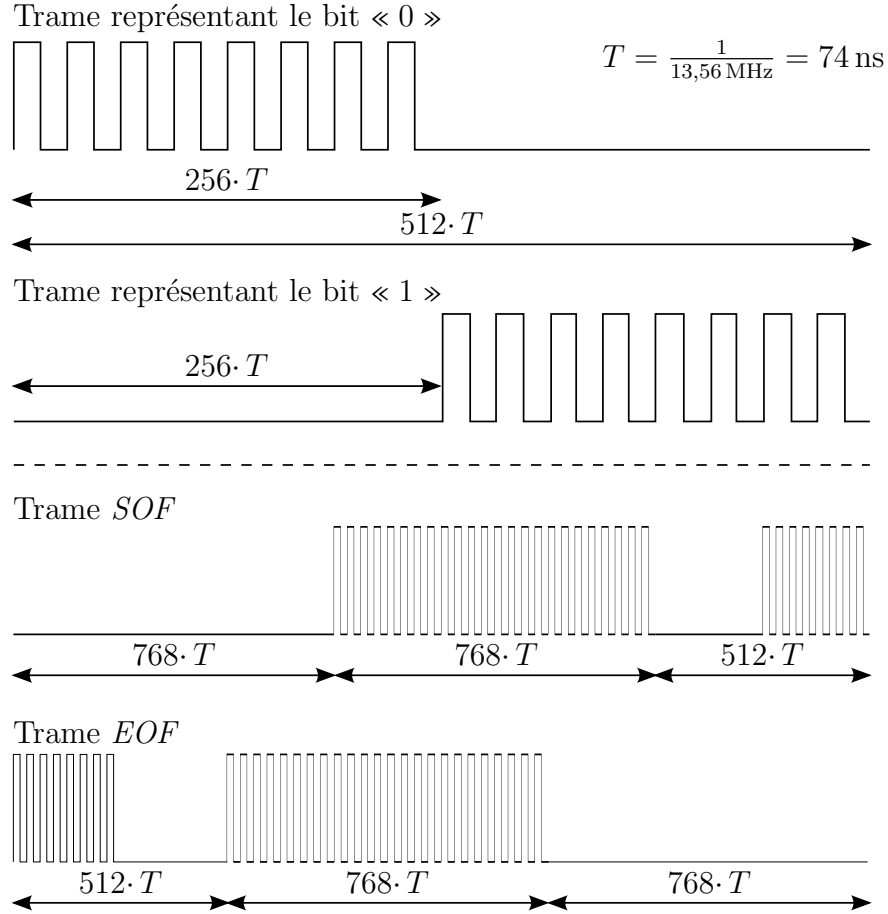 Trame représentant le bit « 0 »
T = 1/13,56 MHz = 74 ns
256· T
512· T
Trame représentant le bit « 1 »
256· T
Trame SOF
768· T 768· T 512· T
Trame EOF
512· T 768· T 768· T